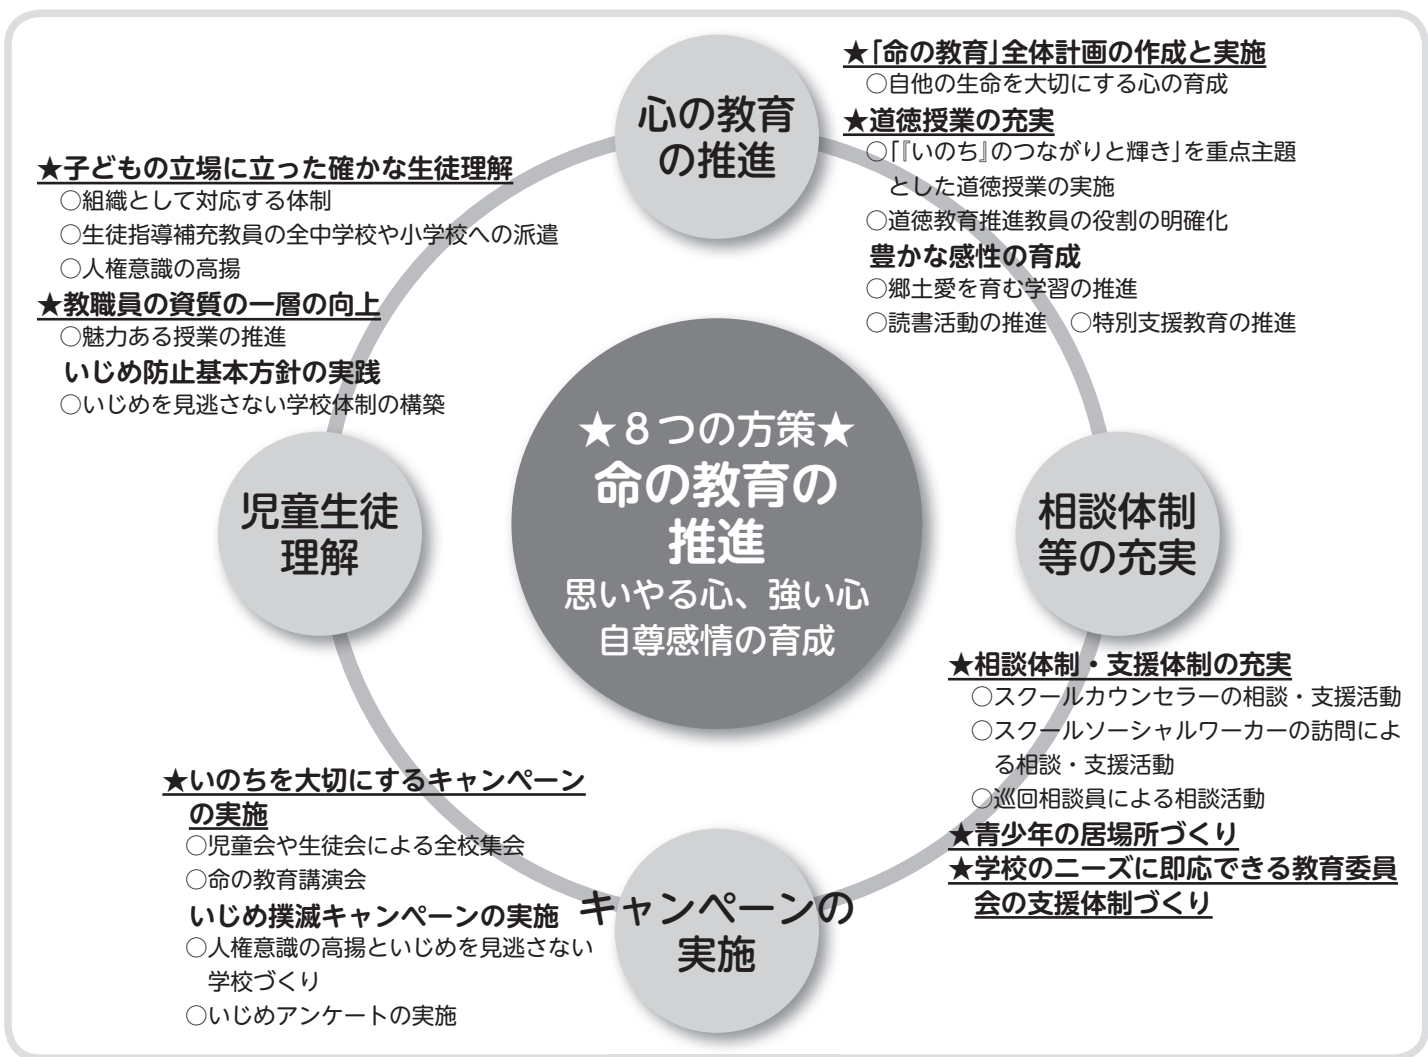 心の教育
の推進
★「命の教育」全体計画の作成と実施
○自他の生命を大切にする心の育成
★道徳授業の充実
○「『いのち』のつながりと輝き」を重点主題
とした道徳授業の実施
○道徳教育推進教員の役割の明確化
豊かな感性の育成
○郷土愛を育む学習の推進
○読書活動の推進　○特別支援教育の推進
★子どもの立場に立った確かな生徒理解
○組織として対応する体制
○生徒指導補充教員の全中学校や小学校への派遣
○人権意識の高揚
★教職員の資質の一層の向上
○魅力ある授業の推進
いじめ防止基本方針の実践
○いじめを見逃さない学校体制の構築
児童生徒
理解
★８つの方策★
命の教育の
推進
思いやる心、強い心
自尊感情の育成
相談体制
等の充実
★相談体制・支援体制の充実
○スクールカウンセラーの相談・支援活動
○スクールソーシャルワーカーの訪問によ
る相談・支援活動
○巡回相談員による相談活動
★青少年の居場所づくり
★学校のニーズに即応できる教育委員
会の支援体制づくり
★いのちを大切にするキャンペーン
の実施
○児童会や生徒会による全校集会
○命の教育講演会
いじめ撲滅キャンペーンの実施
○人権意識の高揚といじめを見逃さない
学校づくり
○いじめアンケートの実施
キャンペーンの
実施